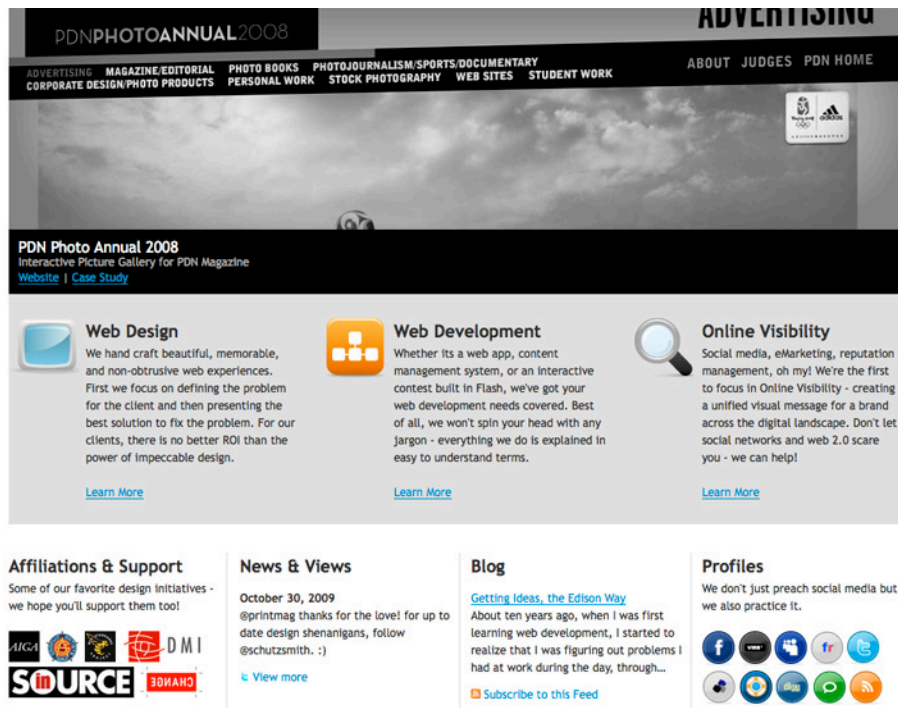 ADVERTISING
PDNPHOTOANNUAL2008
ADVERTISING MAGAZINE/EDITORIAL PHOTO BOOKS PHOTOJOURNALISM/SPORTS/DOCUMENTARY
CORPORATE DESIGN/PHOTO PRODUCTS PERSONAL WORK STOCK PHOTOGRAPHY WEB SITES STUDENT WORK
ABOUT JUDGES PDN HOME
adidas
PDN Photo Annual 2008
Interactive Picture Gallery for PDN Magazine
Website | Case Study
Web Design
We hand craft beautiful, memorable,
and non-obtrusive web experiences.
First we focus on defining the problem
for the client and then presenting the
best solution to fix the problem. For our
clients, there is no better ROI than the
power of impeccable design.
Learn More
Web Development
Whether its a web app, content
management system, or an interactive
contest built in Flash, we've got your
web development needs covered. Best
of all, we won't spin your head with any
jargon - everything we do is explained in
easy to understand terms.
Learn More
Online Visibility
Social media, eMarketing, reputation
management, oh my! We're the first
to focus in Online Visibility - creating
a unified visual message for a brand
across the digital landscape. Don't let
social networks and web 2.0 scare
you - we can help!
Learn More
Affiliations & Support
Some of our favorite design initiatives -
we hope you'll support them too!
AIGA
DMI
SinOURCE
CHANGE
News & Views
October 30, 2009
@printmag thanks for the love! for up to
date design shenanigans, follow
@schutzsmith. :)
View more
Blog
Getting Ideas, the Edison Way
About ten years ago, when I was first
learning web development, I started to
realize that I was figuring out problems I
had at work during the day, through...
Subscribe to this Feed
Profiles
We don't just preach social media but
we also practice it.
f
fr
t
digg